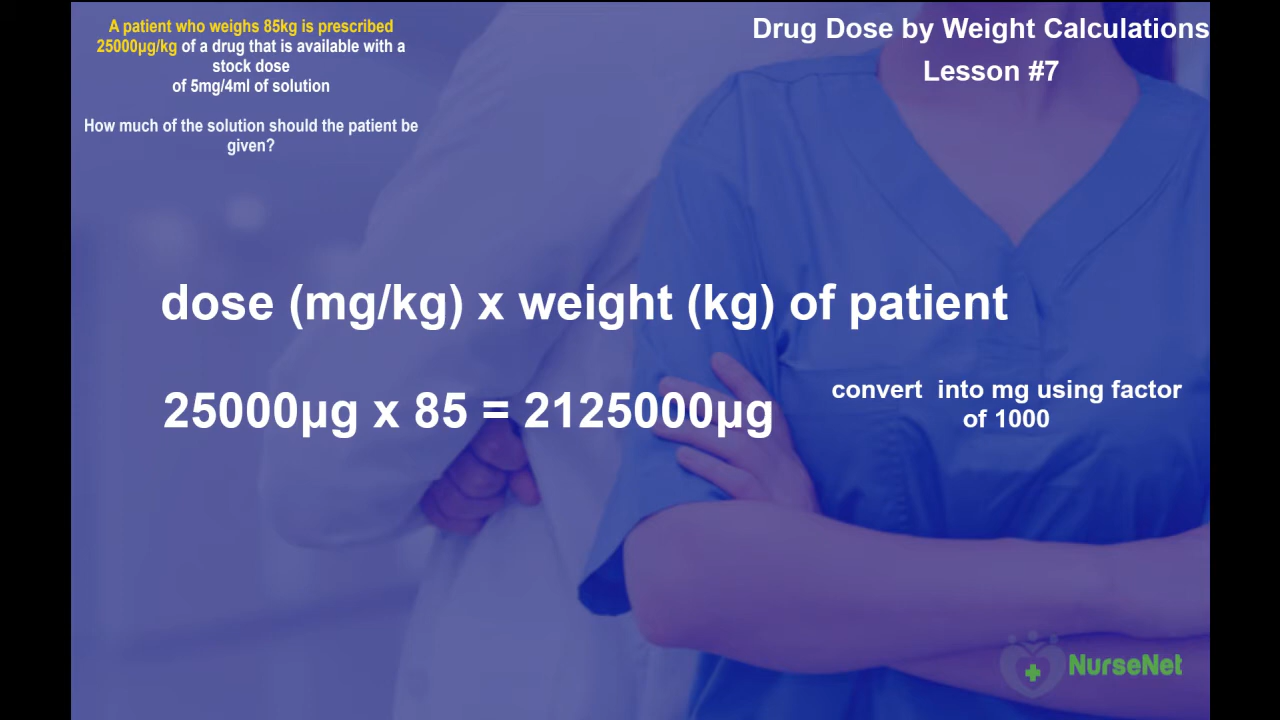 A patient who weighs 85kg is prescribed
25000µg/kg of a drug that is available with a
stock dose
of 5mg/4ml of solution
How much of the solution should the patient be
given?
Drug Dose by Weight Calculations
Lesson #7
dose (mg/kg) x weight (kg) of patient
25000µg x 85 = 2125000µg
convert into mg using factor
of 1000
NurseNet